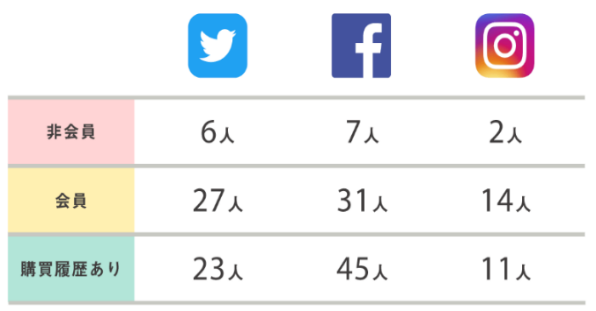 非会員 6人 7人 2人
会員 27人 31人 14人
購買履歴あり 23人 45人 11人